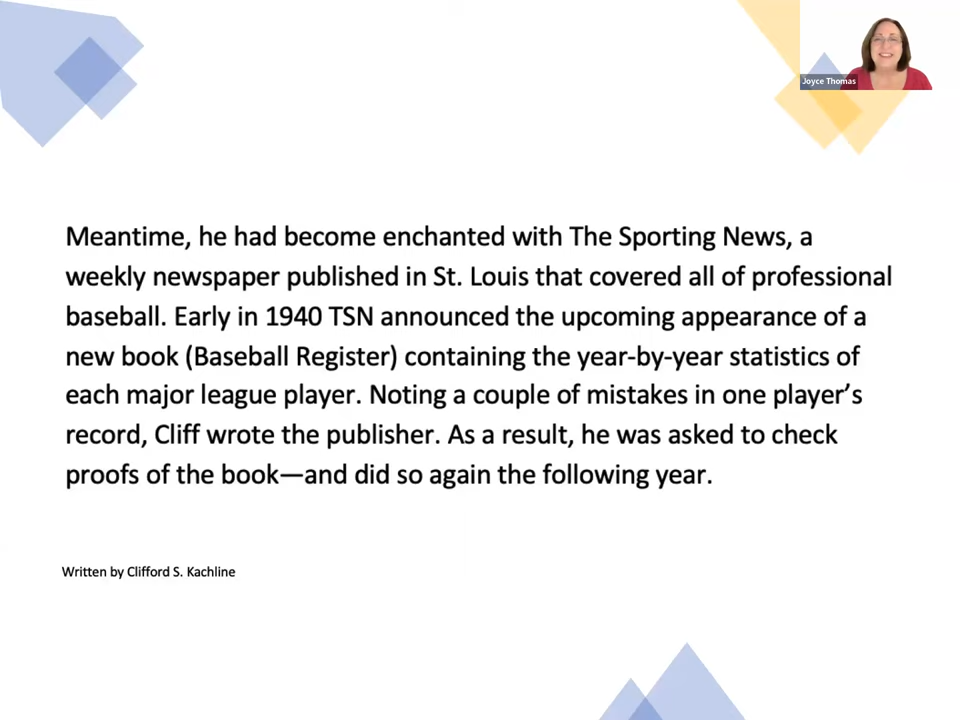 Joyce Thomas
Meantime, he had become enchanted with The Sporting News, a
weekly newspaper published in St. Louis that covered all of professional
baseball. Early in 1940 TSN announced the upcoming appearance of a
new book (Baseball Register) containing the year-by-year statistics of
each major league player. Noting a couple of mistakes in one player’s
record, Cliff wrote the publisher. As a result, he was asked to check
proofs of the book—and did so again the following year.
Written by Clifford S. Kachline